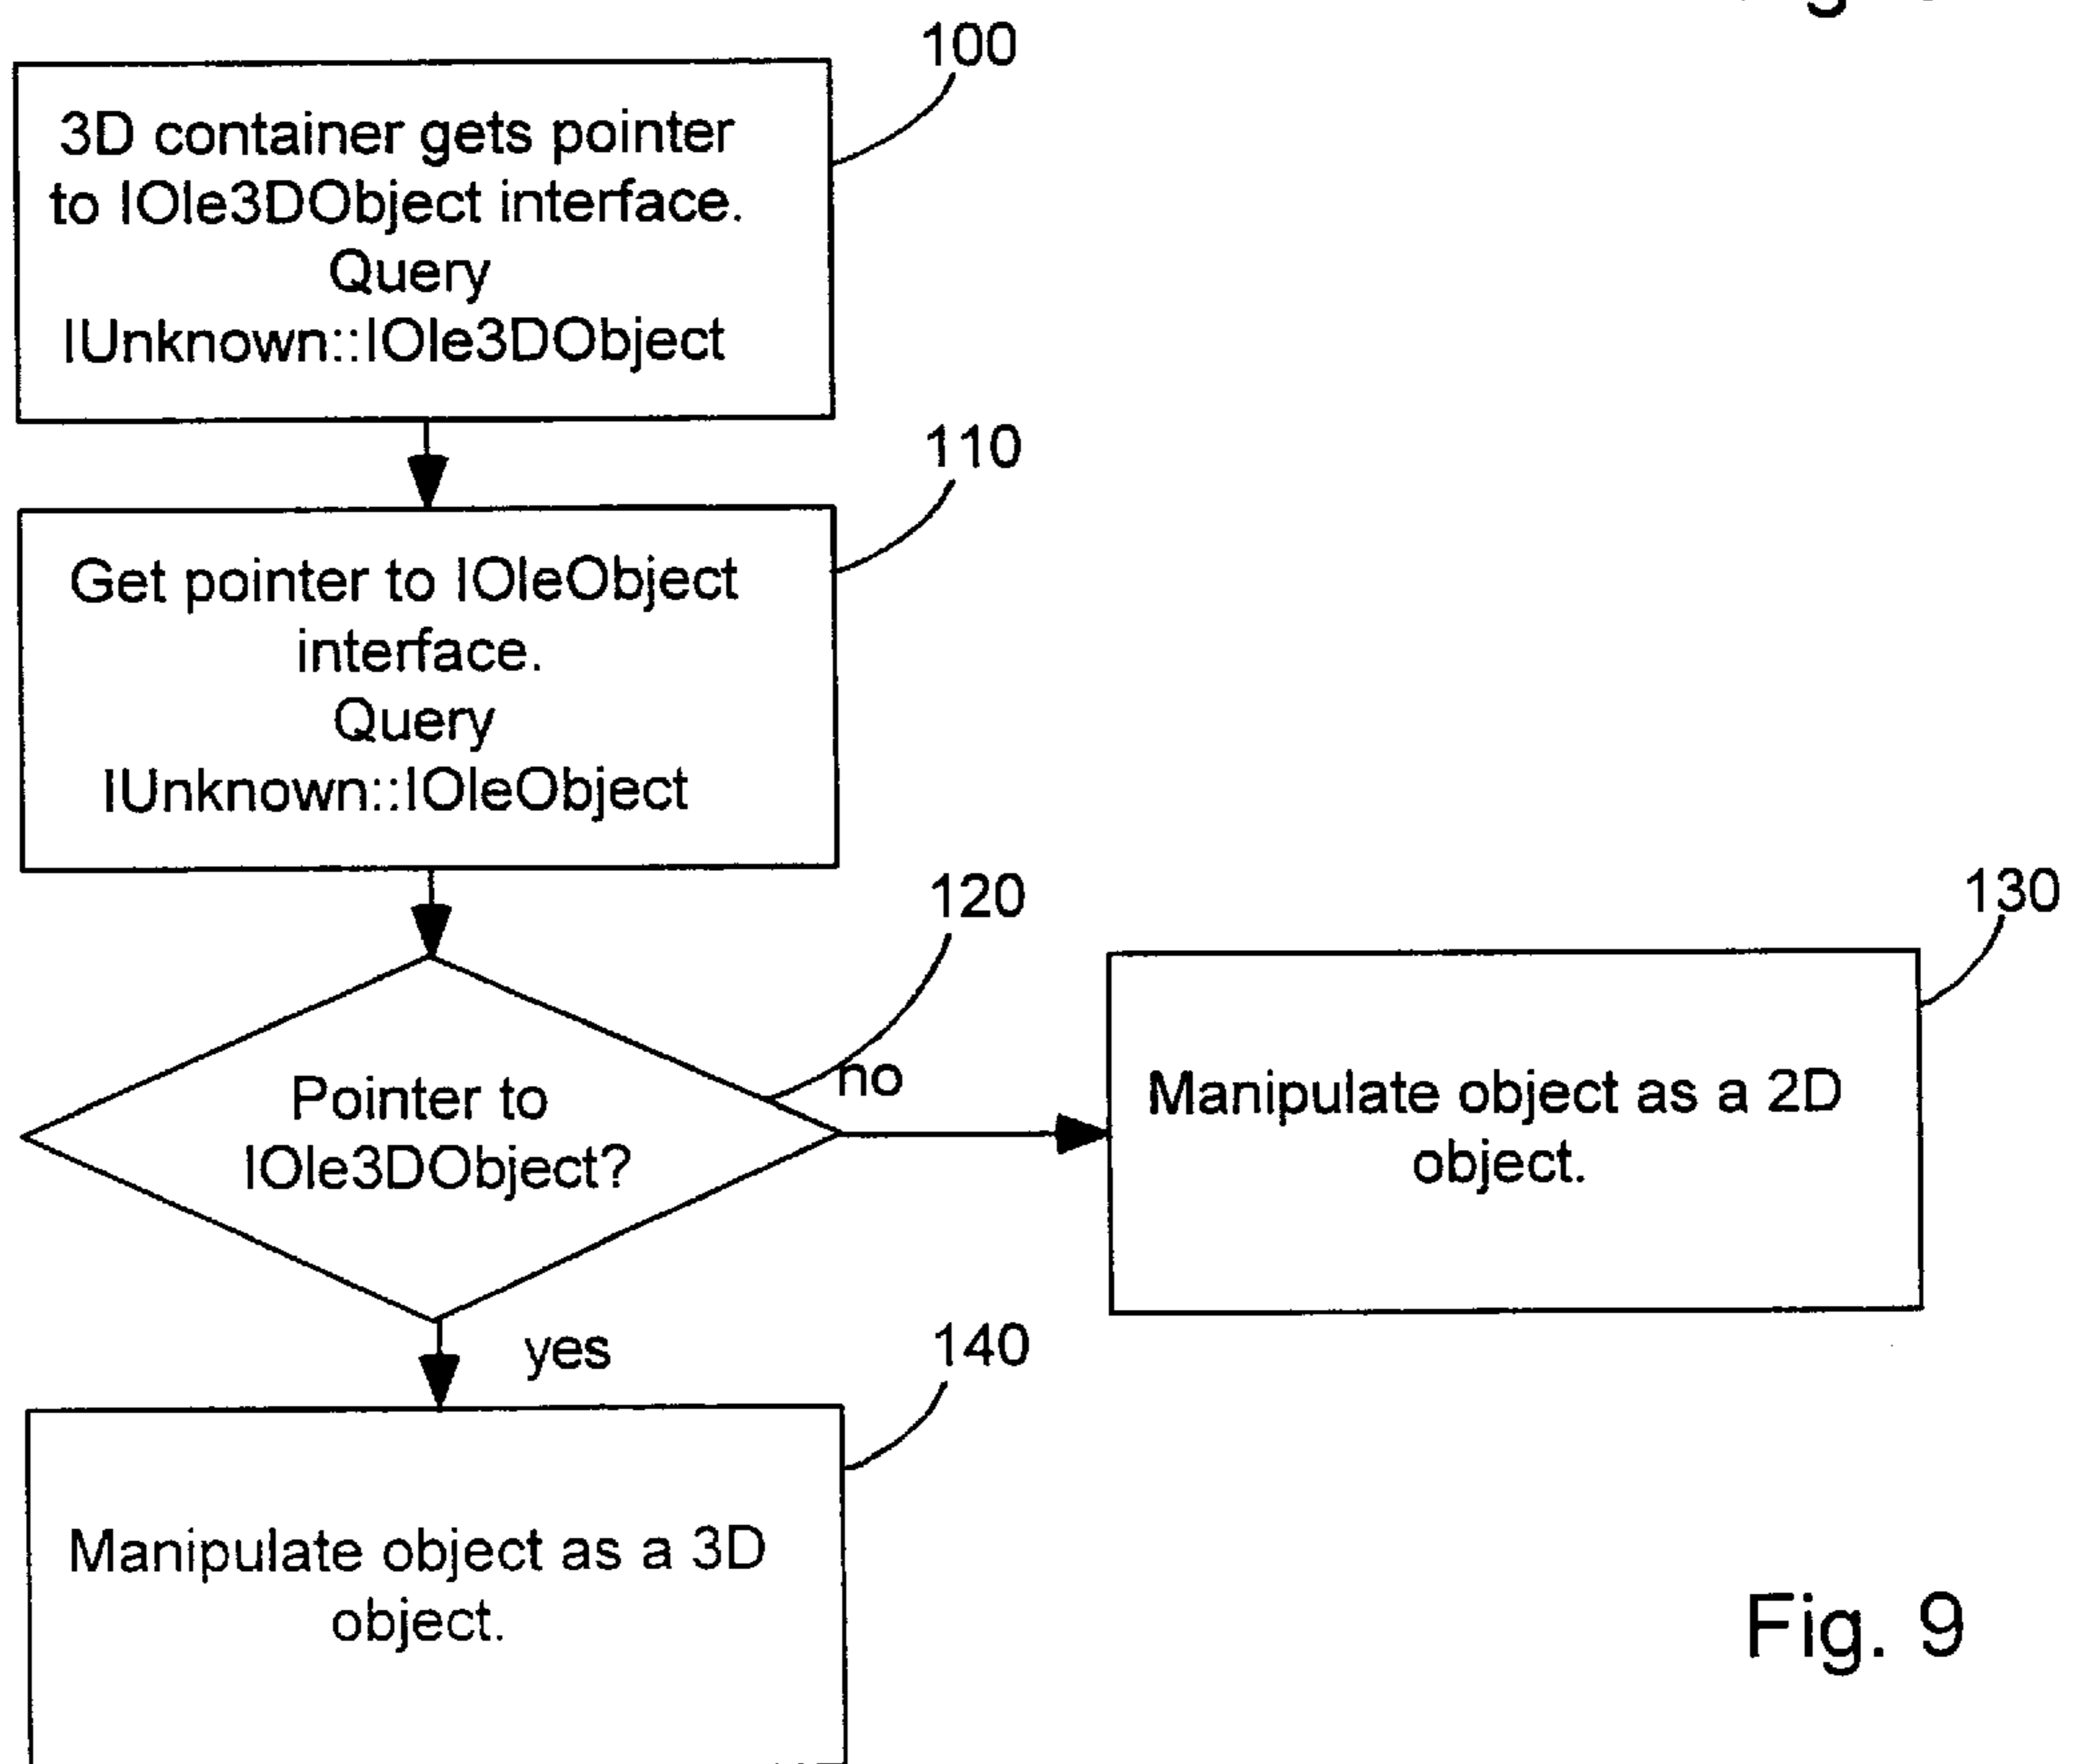 100
3D container gets pointer
to IOle3DObject interface.
Query
IUnknown::IOle3DObject
110
Get pointer to IOleObject
interface.
Query
IUnknown::IOleObject
120
130
no
Pointer to
IOle3DObject?
Manipulate object as a 2D
object.
yes
140
Manipulate object as a 3D
object.
Fig. 9